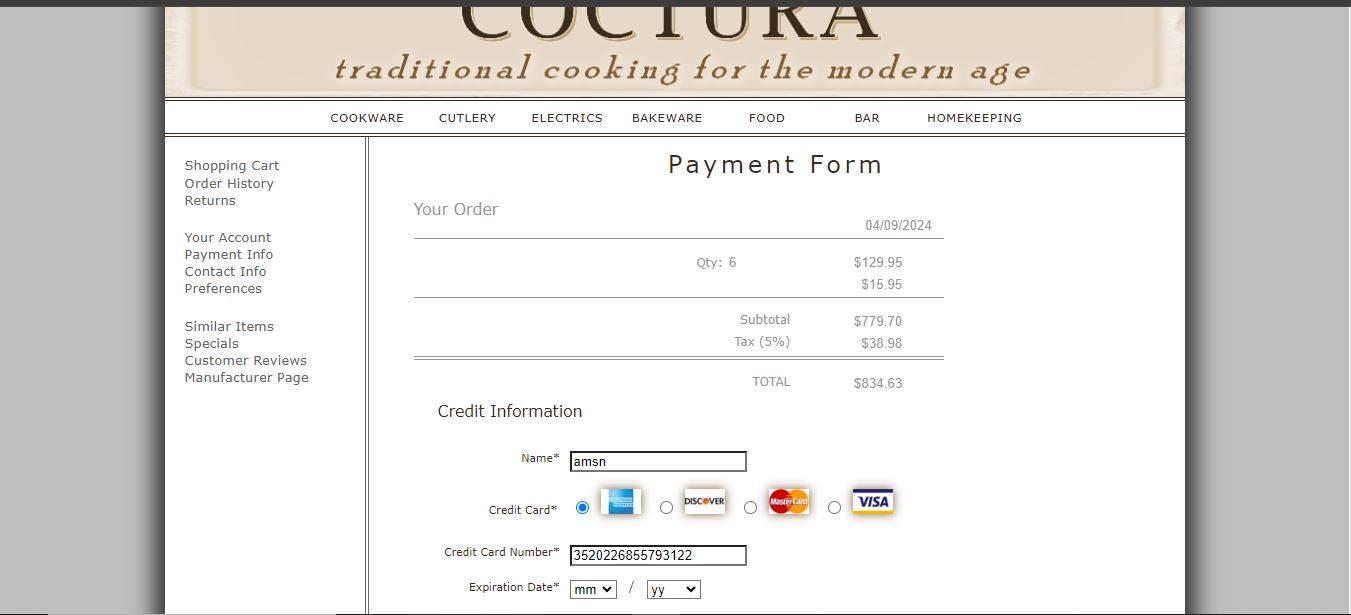 COCTURA
traditional cooking for the modern age
COOKWARE CUTLERY ELECTRICS BAKEWARE FOOD BAR HOMEKEEPING
Payment Form
Shopping Cart
Order History
Returns
Your Account
Payment Info
Contact Info
Preferences
Similar Items
Specials
Customer Reviews
Manufacturer Page
Your Order
04/09/2024
Qty: 6 $129.95
$15.95
Subtotal $779.70
Tax (5%) $38.98
TOTAL $834.63
Credit Information
Name* amsn
Credit Card* AMERICAN EXPRESS DISCOVER MasterCard VISA
Credit Card Number* 3520226855793122
Expiration Date* mm / yy